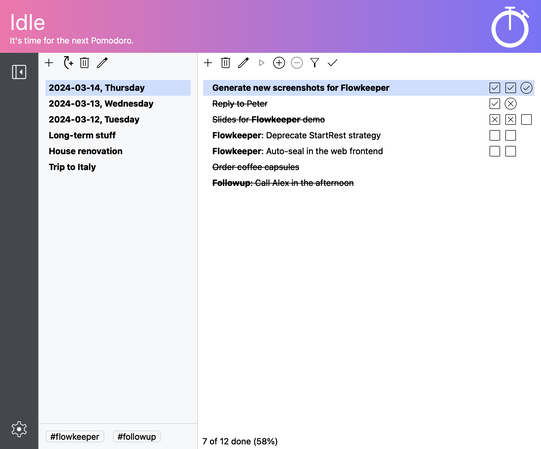 Idle
It's time for the next Pomodoro.
2024-03-14, Thursday
2024-03-13, Wednesday
2024-03-12, Tuesday
Long-term stuff
House renovation
Trip to Italy
#flowkeeper
#followup
Generate new screenshots for Flowkeeper
Reply to Peter
Slides for Flowkeeper demo
Flowkeeper: Deprecate StartRest strategy
Flowkeeper: Auto-seal in the web frontend
Order coffee capsules
Followup: Call Alex in the afternoon
7 of 12 done (58%)